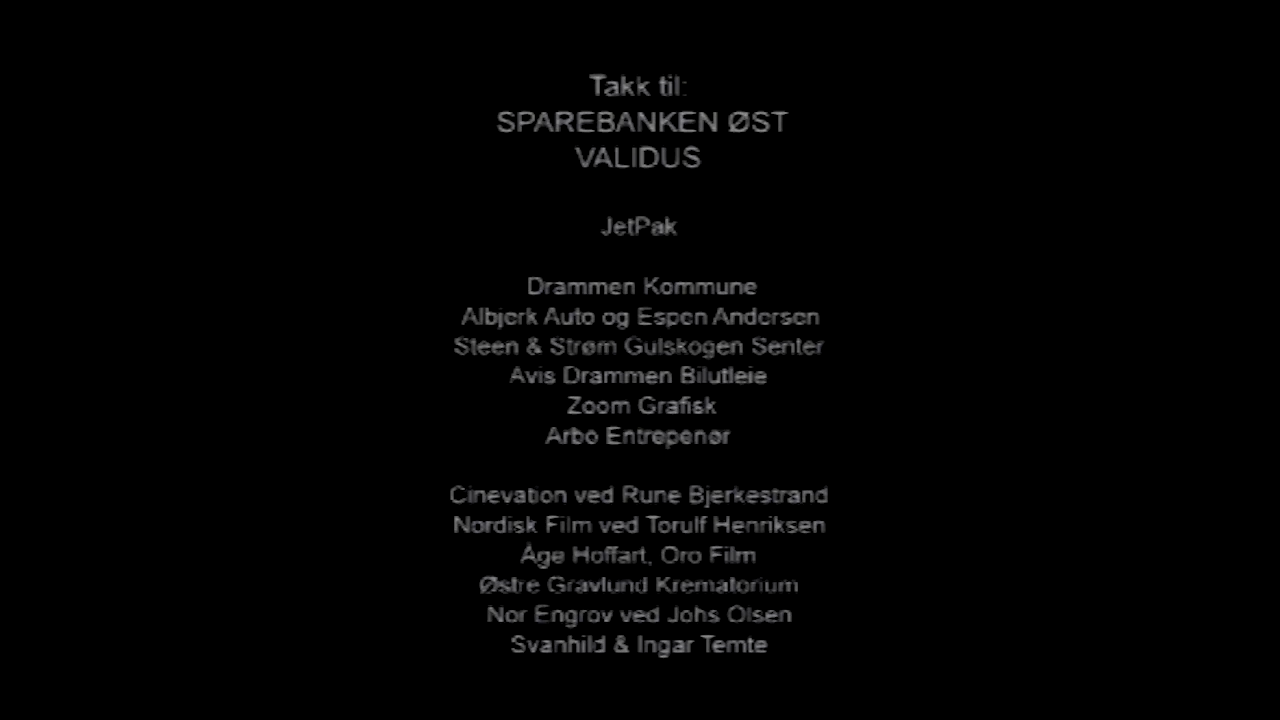 Takk til:
SPAREBANKEN ØST
VALIDUS
JetPak
Drammen Kommune
Albjerk Auto og Espen Andersen
Steen & Strøm Gulskogen Senter
Avis Drammen Bilutleie
Zoom Grafisk
Arbo Entrepenør
Cinevation ved Rune Bjerkestrand
Nordisk Film ved Torulf Henriksen
Åge Hoffart, Oro Film
Østre Gravlund Krematorium
Nor Engrov ved Johs Olsen
Svanhild & Ingar Temte